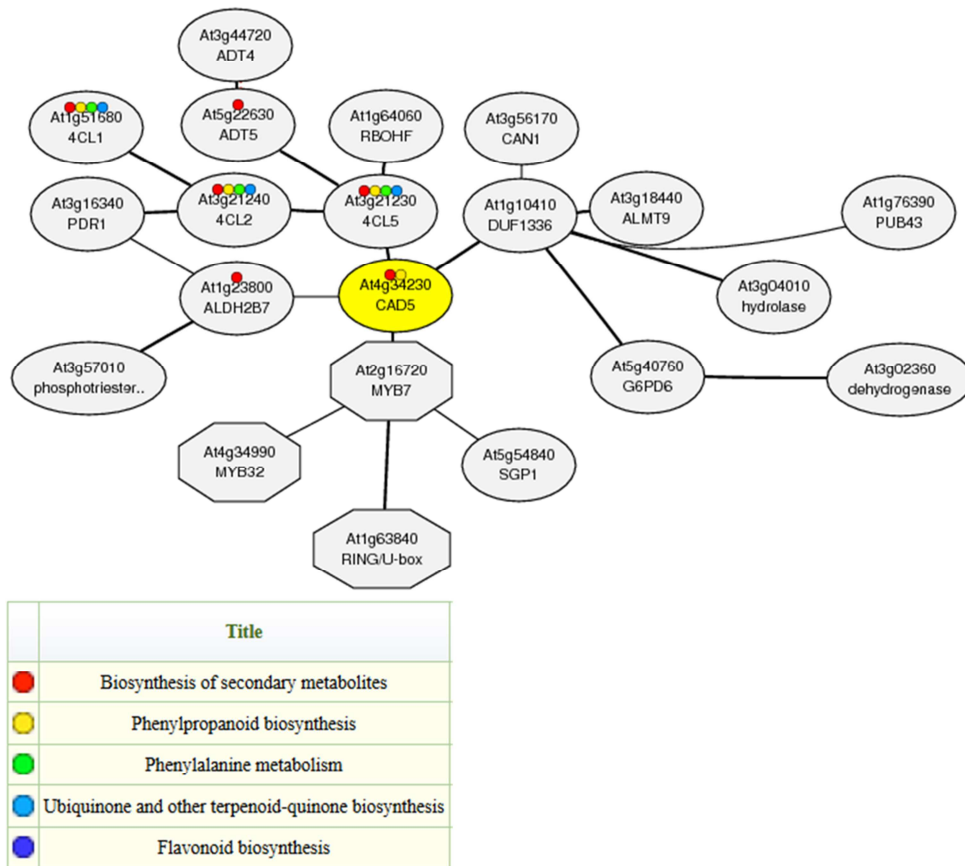 At3g44720
ADT4
At1g51680
4CL1
At5g22630
ADT5
At1g64060
RBOHF
At3g56170
CAN1
At3g16340
PDR1
At3g21240
4CL2
At3g21230
4CL5
At1g10410
DUF1336
At3g18440
ALMT9
At1g76390
PUB43
At1g23800
ALDH2B7
At4g34230
CAD5
At3g04010
hydrolase
At3g57010
phosphotriester..
At2g16720
MYB7
At5g40760
G6PD6
At3g02360
dehydrogenase
At4g34990
MYB32
At5g54840
SGP1
At1g63840
RING/U-box
Title
Biosynthesis of secondary metabolites
Phenylpropanoid biosynthesis
Phenylalanine metabolism
Ubiquinone and other terpenoid-quinone biosynthesis
Flavonoid biosynthesis